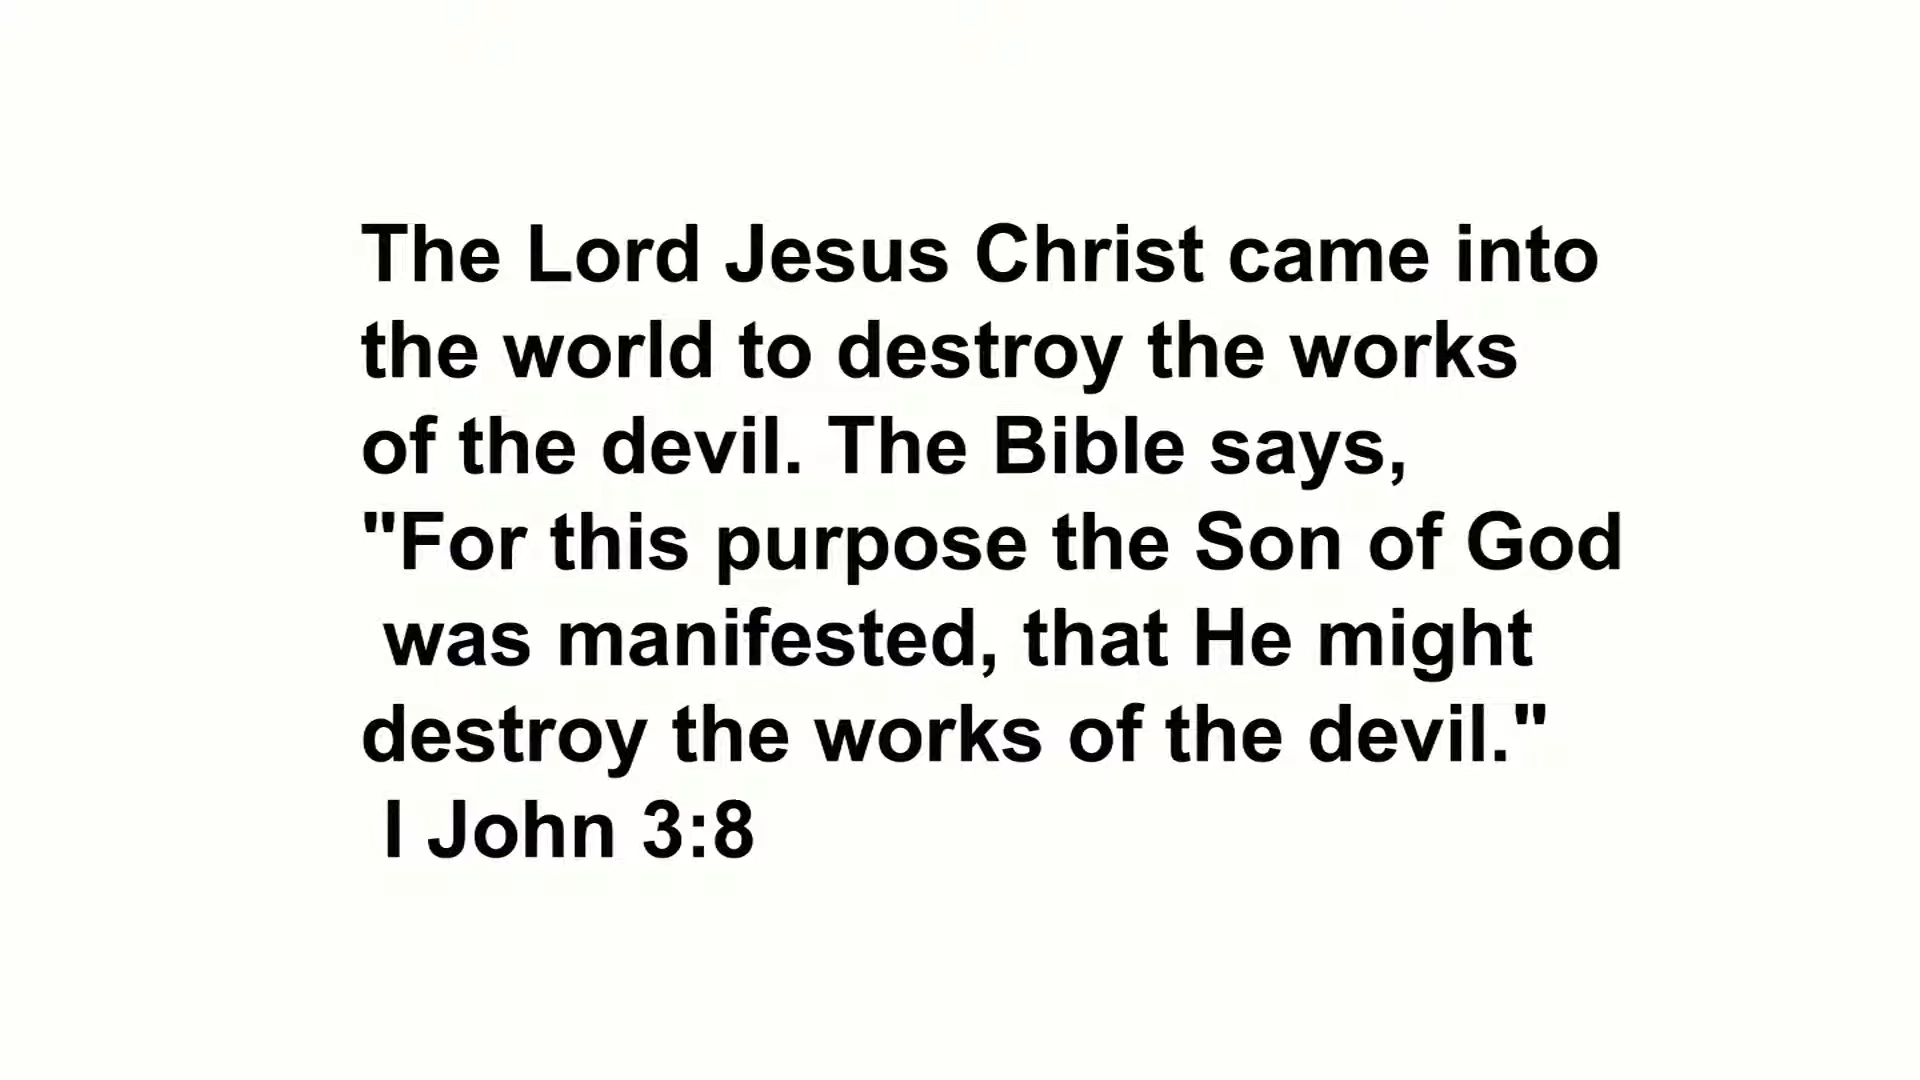 The Lord Jesus Christ came into
the world to destroy the works
of the devil. The Bible says,
"For this purpose the Son of God
was manifested, that He might
destroy the works of the devil."
I John 3:8